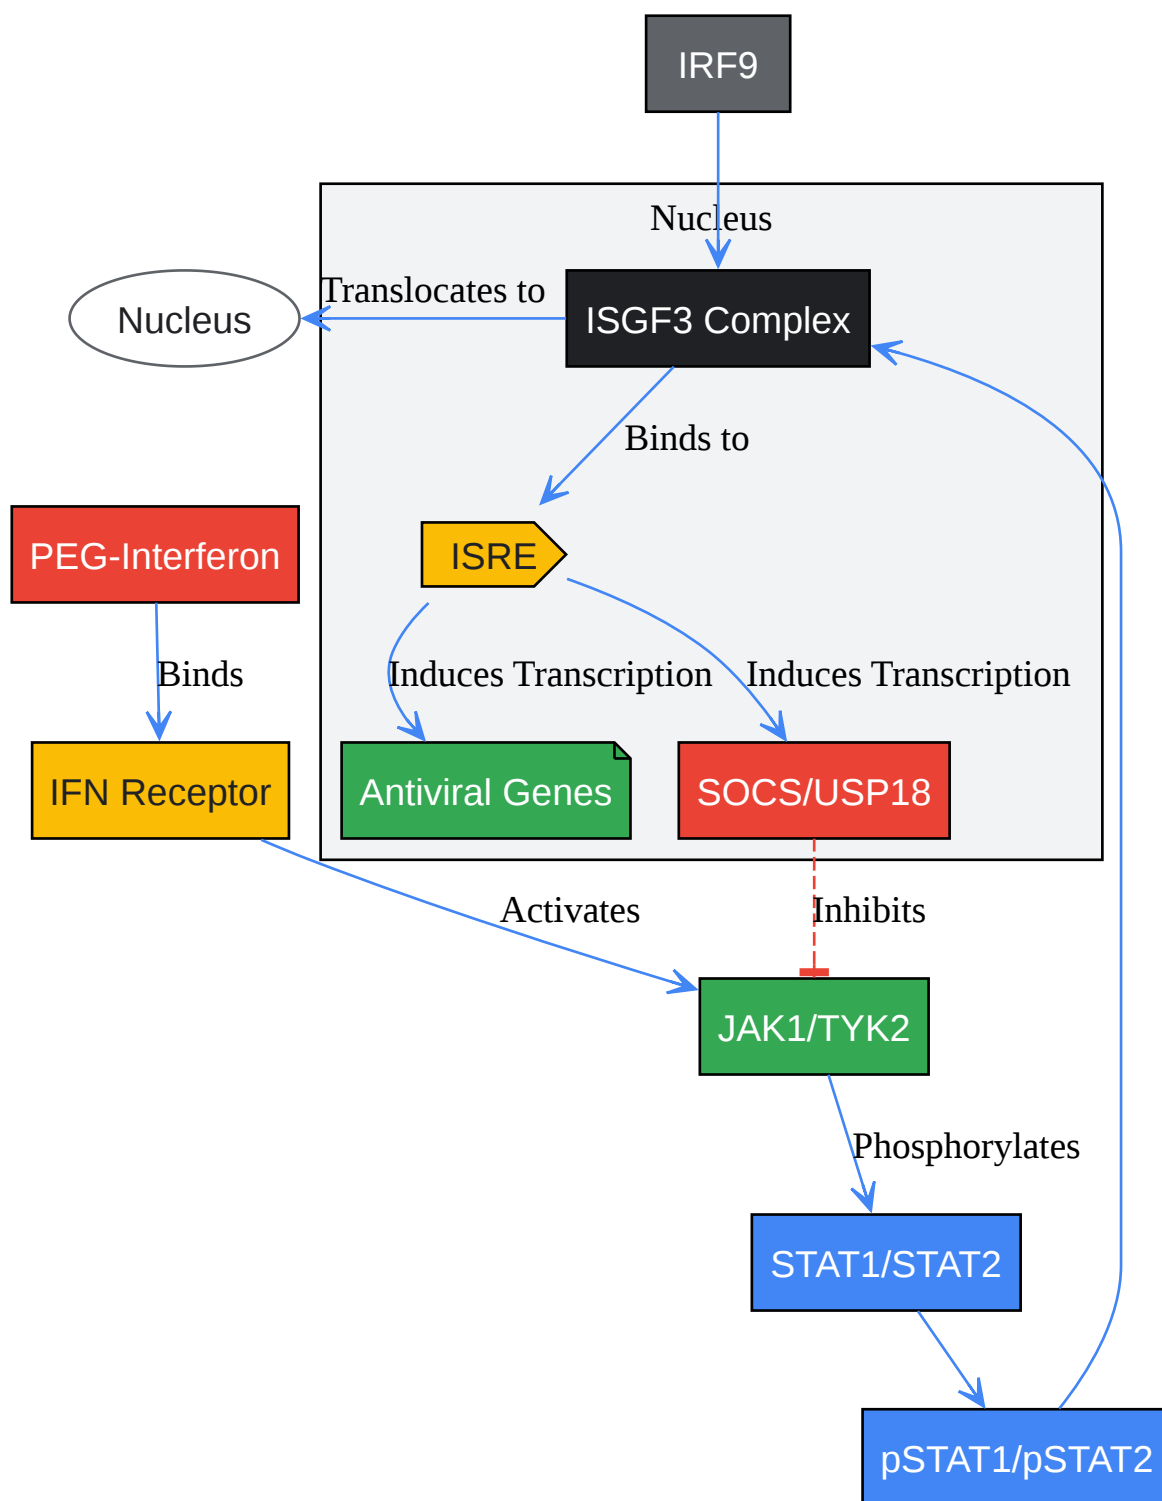 IRF9
Nucleus
Translocates to
Nucleus
ISGF3 Complex
Binds to
PEG-Interferon
ISRE
Binds
Induces Transcription
Induces Transcription
IFN Receptor
Antiviral Genes
SOCS/USP18
Activates
Inhibits
JAK1/TYK2
Phosphorylates
STAT1/STAT2
pSTAT1/pSTAT2